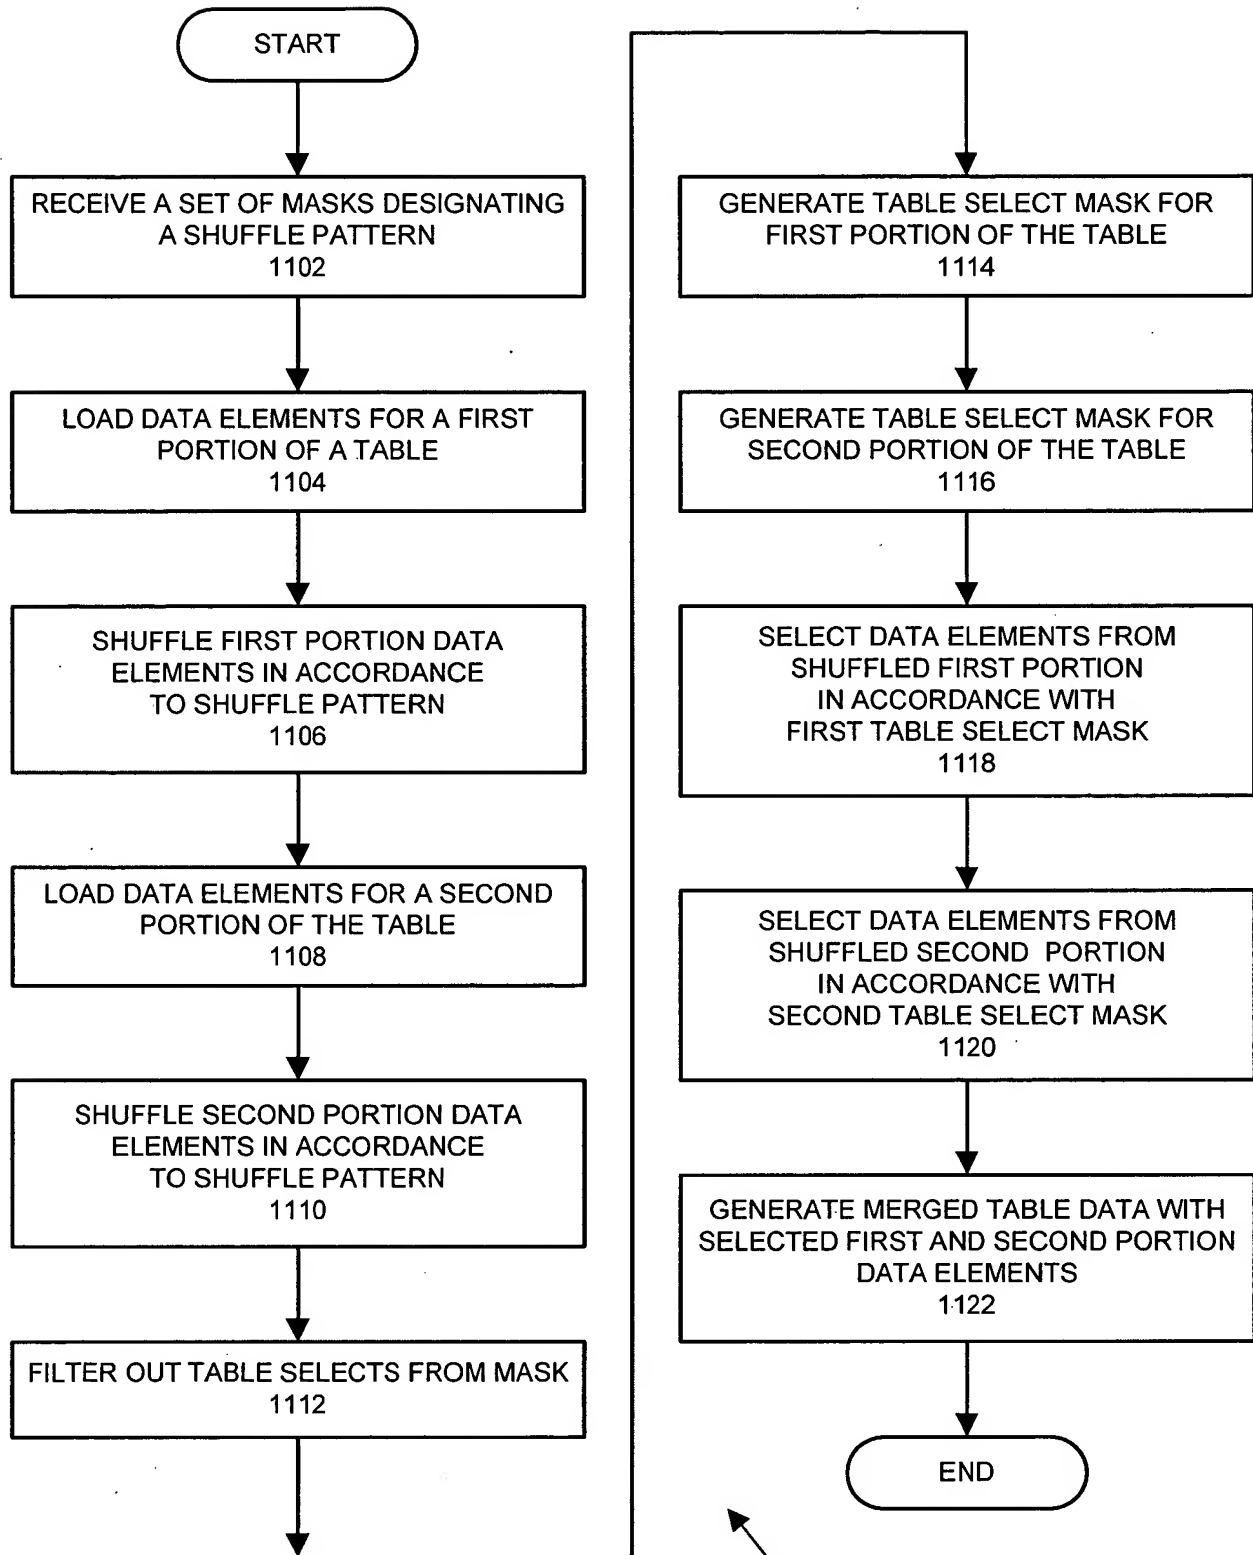 START
RECEIVE A SET OF MASKS DESIGNATING
A SHUFFLE PATTERN
1102
LOAD DATA ELEMENTS FOR A FIRST
PORTION OF A TABLE
1104
SHUFFLE FIRST PORTION DATA
ELEMENTS IN ACCORDANCE
TO SHUFFLE PATTERN
1106
LOAD DATA ELEMENTS FOR A SECOND
PORTION OF THE TABLE
1108
SHUFFLE SECOND PORTION DATA
ELEMENTS IN ACCORDANCE
TO SHUFFLE PATTERN
1110
FILTER OUT TABLE SELECTS FROM MASK
1112
GENERATE TABLE SELECT MASK FOR
FIRST PORTION OF THE TABLE
1114
GENERATE TABLE SELECT MASK FOR
SECOND PORTION OF THE TABLE
1116
SELECT DATA ELEMENTS FROM
SHUFFLED FIRST PORTION
IN ACCORDANCE WITH
FIRST TABLE SELECT MASK
1118
SELECT DATA ELEMENTS FROM
SHUFFLED SECOND PORTION
IN ACCORDANCE WITH
SECOND TABLE SELECT MASK
1120
GENERATE MERGED TABLE DATA WITH
SELECTED FIRST AND SECOND PORTION
DATA ELEMENTS
1122
END